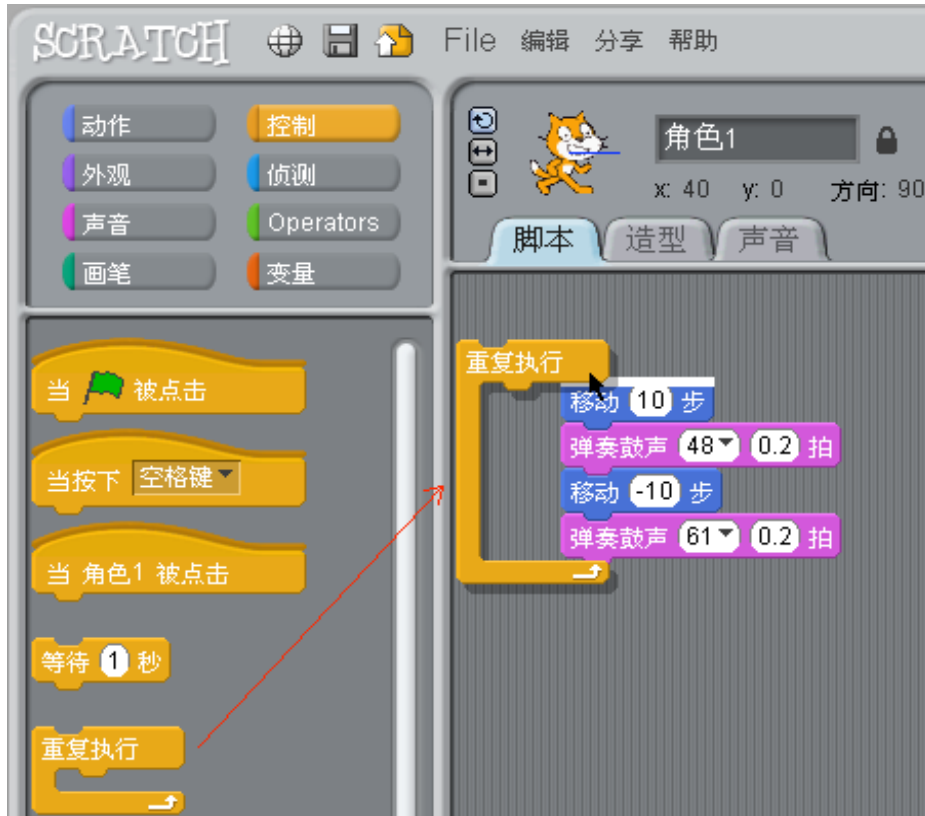 SCRATCH File 编辑 分享 帮助
动作 控制
外观 侦测
声音 Operators
画笔 变量
角色1
x: 40 y: 0 方向: 90
脚本 造型 声音
当 被点击
当按下 空格键
当 角色1 被点击
等待 1 秒
重复执行
重复执行
移动 10 步
弹奏鼓声 48 0.2 拍
移动 -10 步
弹奏鼓声 61 0.2 拍